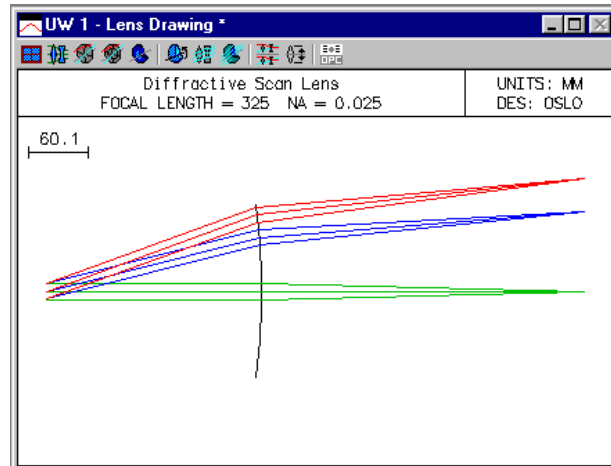 UW 1 - Lens Drawing *
Diffractive Scan Lens
FOCAL LENGTH = 325 NA = 0.025
UNITS: MM
DES: OSLO
60.1